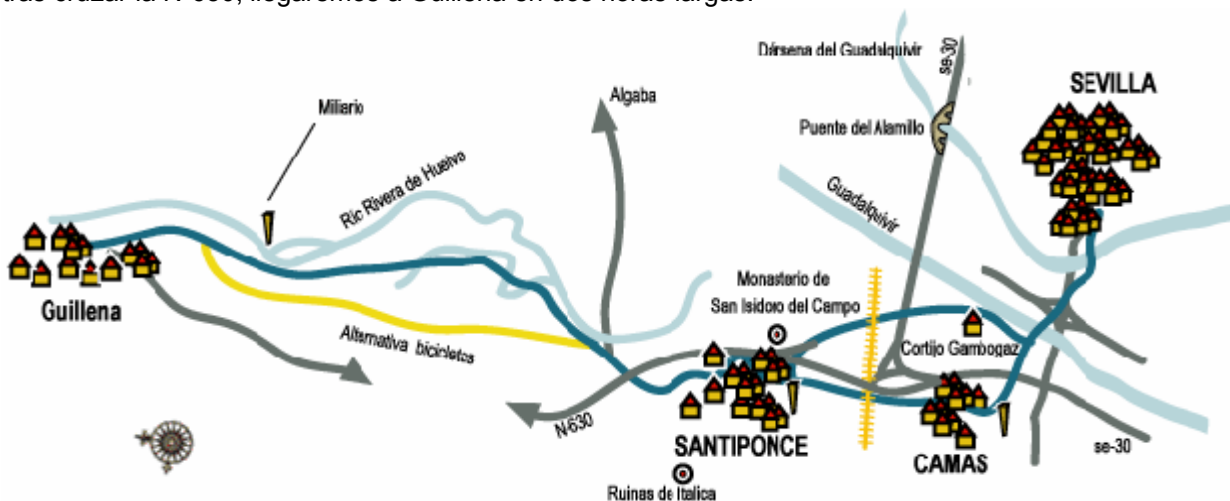 tras cruzar la N-630, llegaremos a Guillena en dos horas largas.
Dársena del Guadalquivir
se-30
SEVILLA
Algaba
Miliario
Puente del Alamillo
Ric Rivera de Huelva
Guadalquivir
Monasterio de
San Isidoro del Campo
Guillena
Alternativa bicicletas
Cortijo Gambogaz
N-630
SANTIPONCE
CAMAS
se-30
Ruinas de Italica